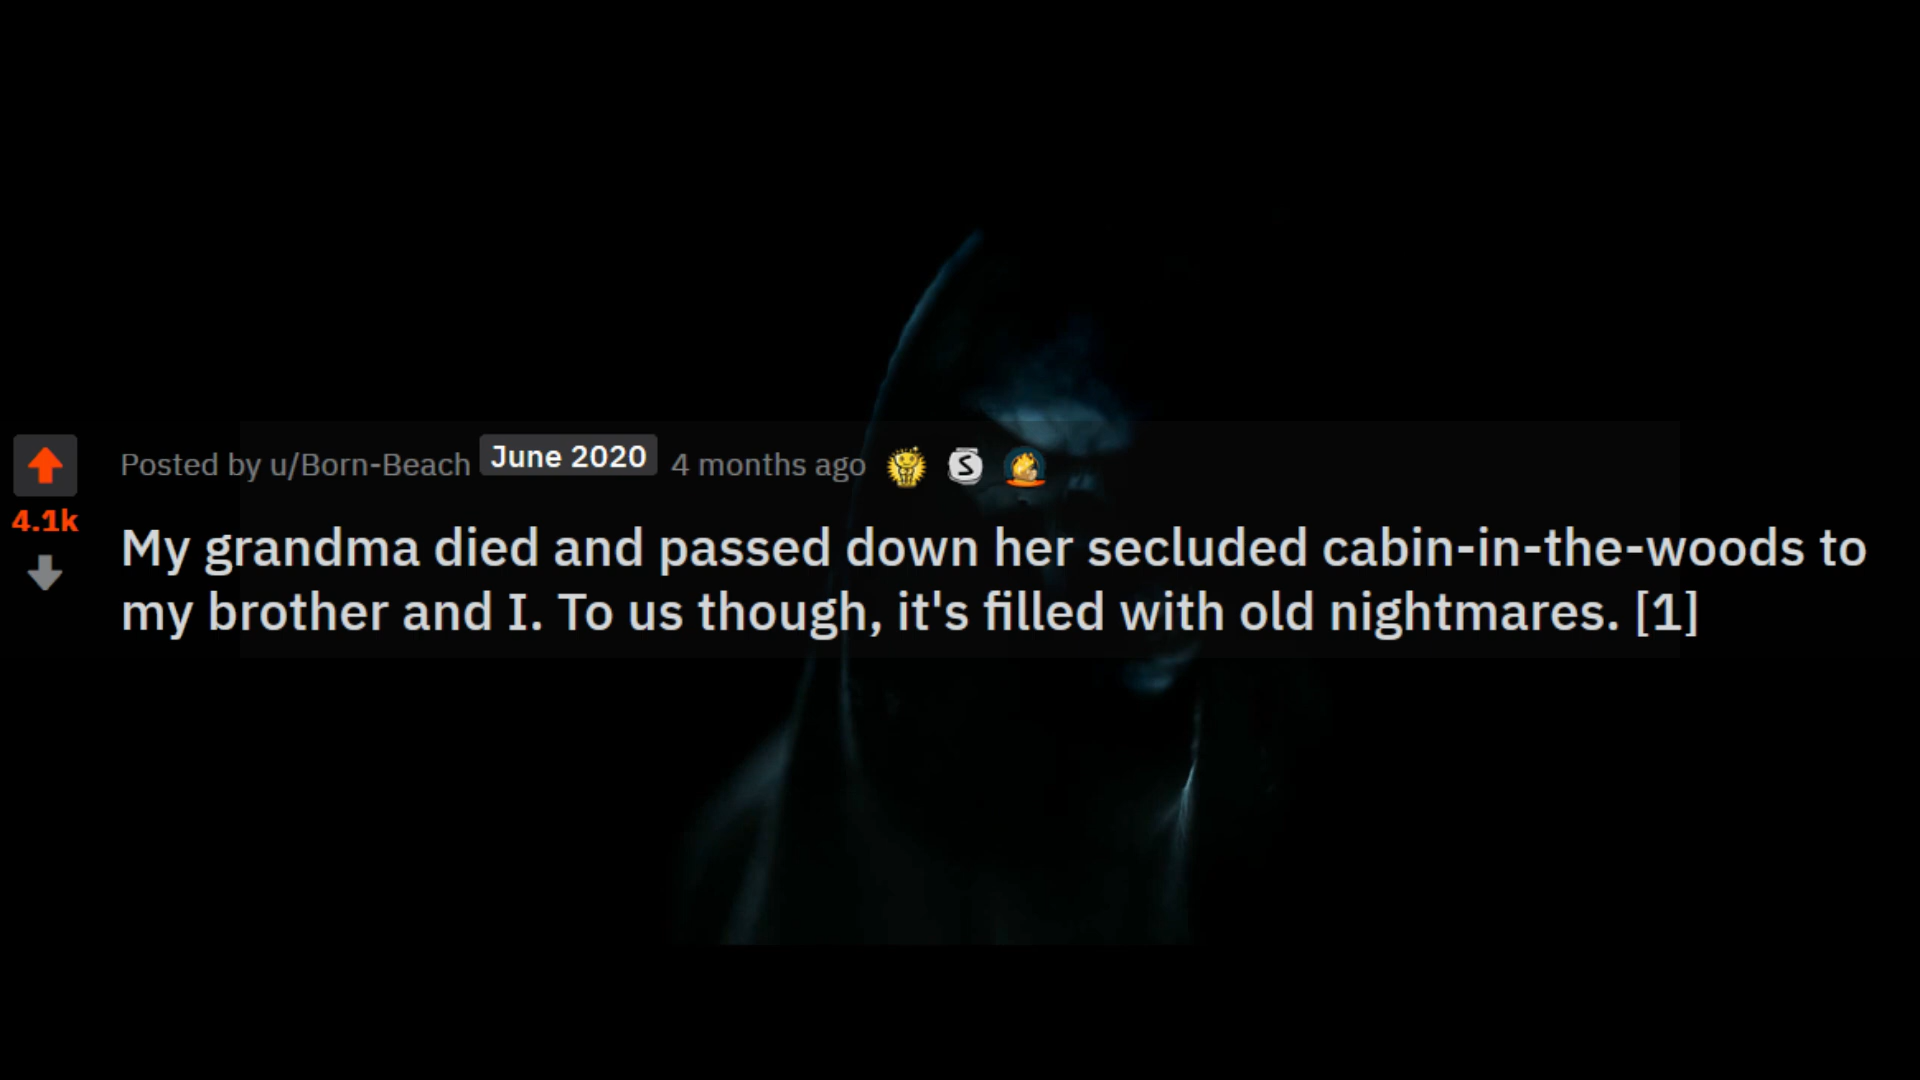 Posted by u/Born-Beach June 2020 4 months ago
4.1k
My grandma died and passed down her secluded cabin-in-the-woods to
my brother and I. To us though, it's filled with old nightmares. [1]